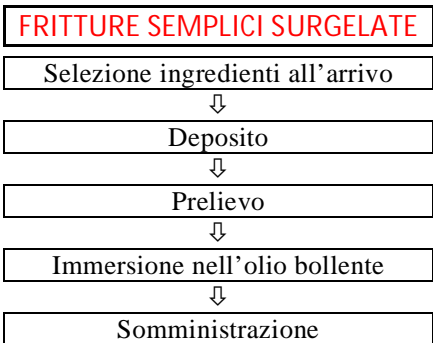 FRITTURE SEMPLICI SURGELATE
Selezione ingredienti all'arrivo
⇩
Deposito
⇩
Prelievo
⇩
Immersione nell'olio bollente
⇩
Somministrazione